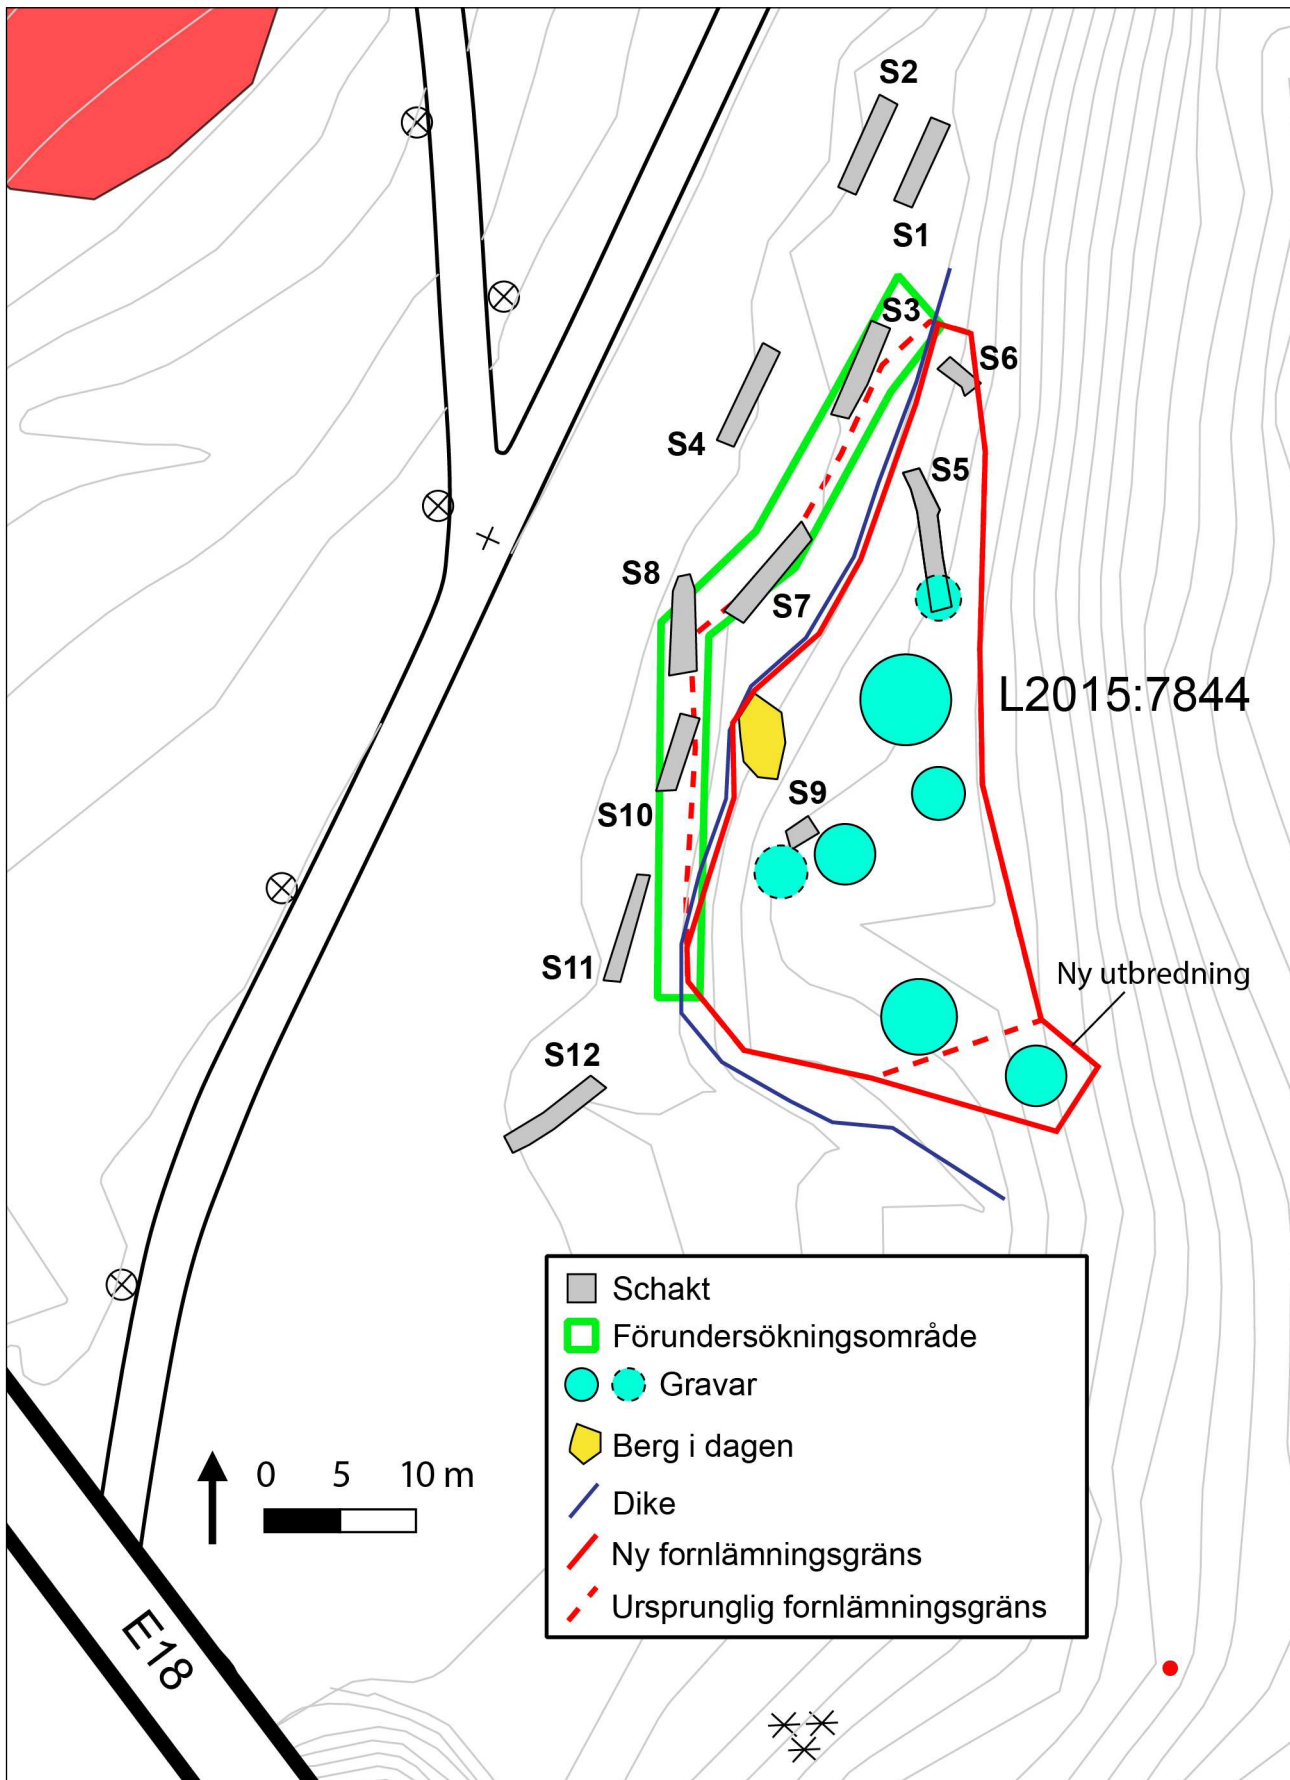 S2
S1
S3
S6
S4
S5
S8
S7
L2015:7844
S9
S10
S11
Ny utbredning
S12
Schakt
Förundersökningsområde
Gravar
Berg i dagen
Dike
Ny fornlämningsgräns
Ursprunglig fornlämningsgräns
0 5 10 m
E18